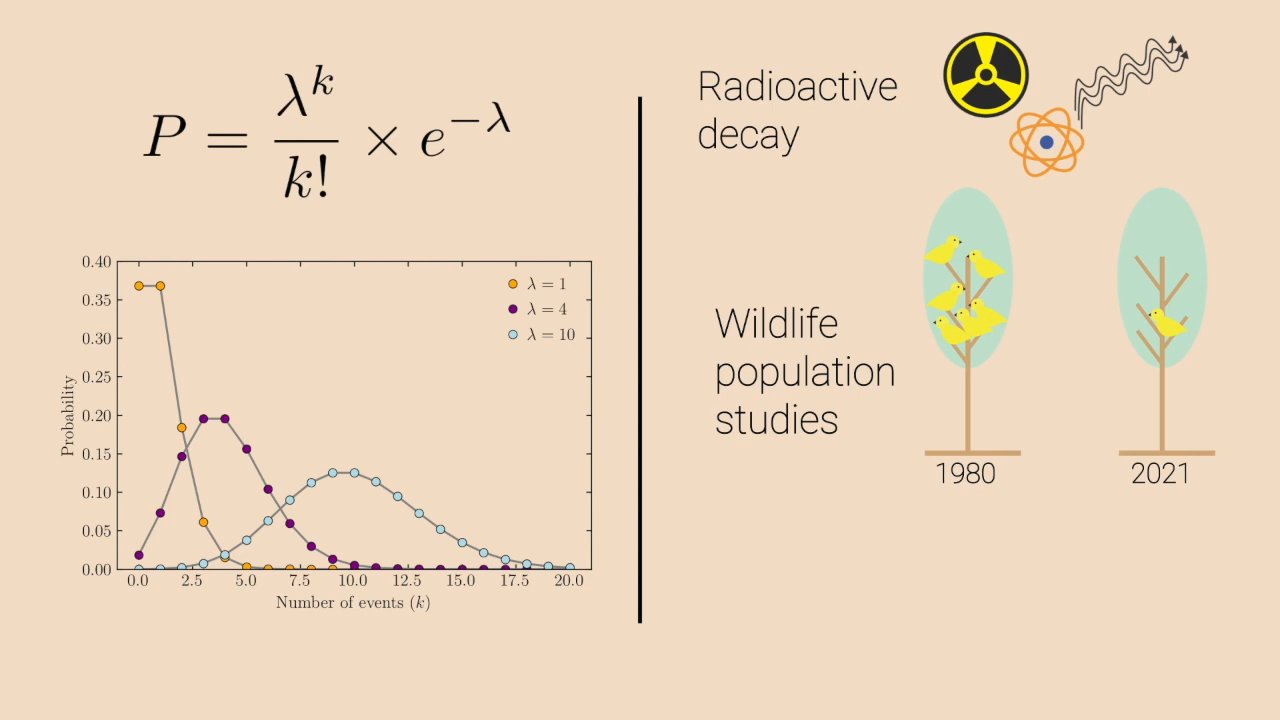 P = λ^k / k! × e^−λ
0.40
0.35
0.30
0.25
0.20
0.15
0.10
0.05
0.00
Probability
λ = 1
λ = 4
λ = 10
0.0 2.5 5.0 7.5 10.0 12.5 15.0 17.5 20.0
Number of events (k)
Radioactive
decay
Wildlife
population
studies
1980 2021